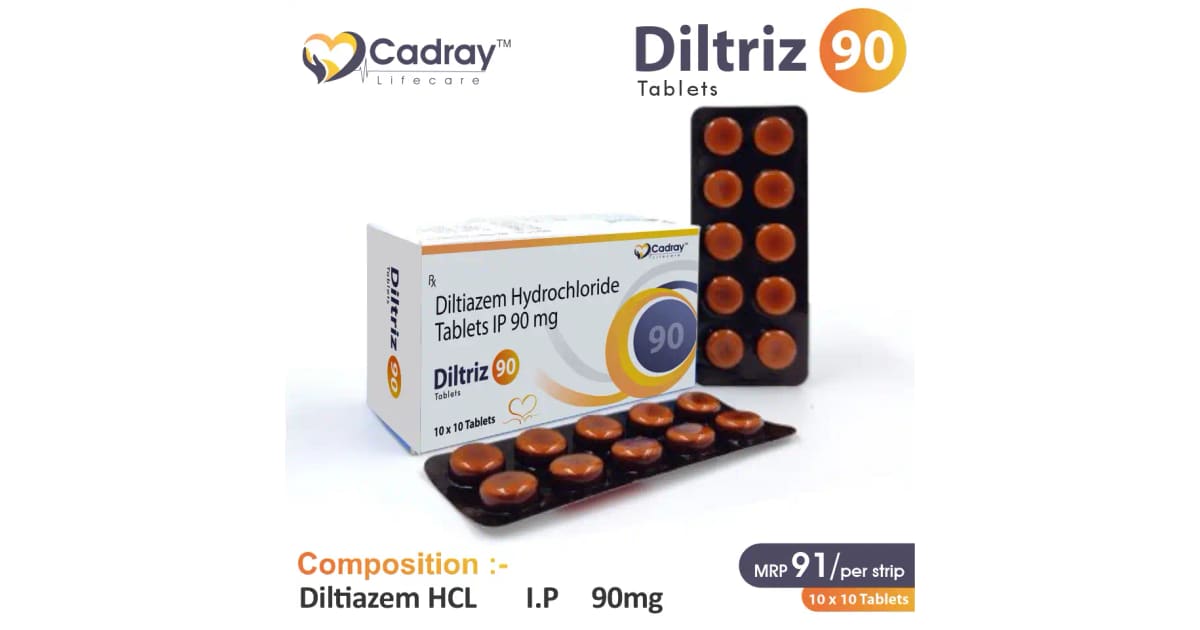 Cadray™
Lifecare
Diltriz 90
Tablets
Diltriz 90
Tablets
Cadray™
Lifecare
Rx
Diltiazem Hydrochloride
Tablets IP 90 mg
90
Diltriz 90
Tablets
10 x 10 Tablets
Composition :-
Diltiazem HCL I.P 90mg
MRP 91/per strip
10 x 10 Tablets